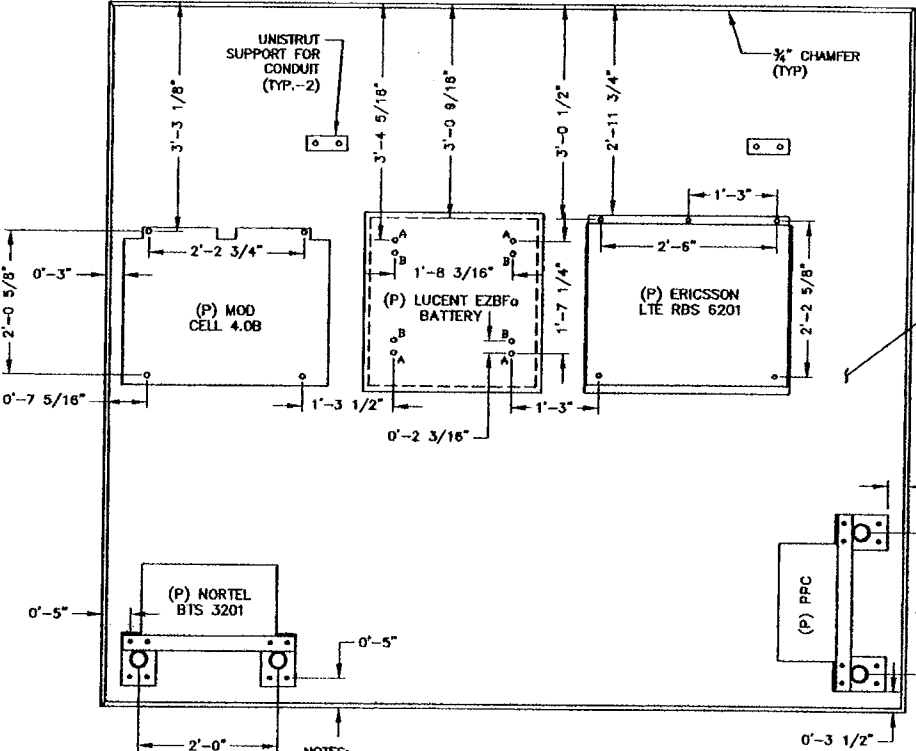 UNISTRUT
SUPPORT FOR
CONDUIT
(TYP.-2)
¾" CHAMFER
(TYP)
3'-3 1/8"
3'-4 5/16"
3'-0 9/16"
3'-0 1/2"
2'-11 3/4"
1'-3"
2'-2 3/4"
2'-6"
0'-3"
2'-0 5/8"
A
A
B
B
1'-8 3/16"
1'-7 1/4"
2'-2 5/8"
(P) MOD
CELL 4.0B
(P) LUCENT EZBFo
BATTERY
(P) ERICSSON
LTE RBS 6201
B
B
A
A
0'-7 5/16"
1'-3 1/2"
1'-3"
0'-2 3/16"
(P) NORTEL
BTS 3201
(P) PPC
0'-5"
0'-5"
2'-0"
NOTES:
0'-3 1/2"